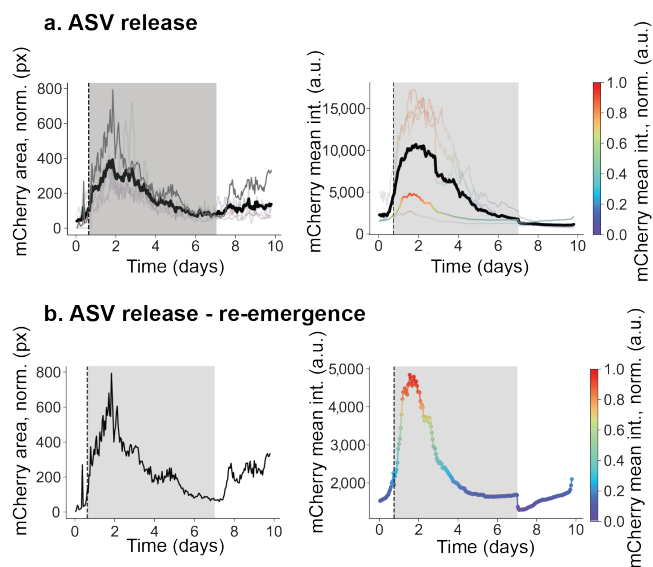 a. ASV release
mCherry area, norm. (px)
800
600
400
200
0
0 2 4 6 8 10
Time (days)
mCherry mean int. (a.u.)
15,000
10,000
5,000
0
0 2 4 6 8 10
Time (days)
1.0
0.8
0.6
0.4
0.2
0.0
mCherry mean int., norm. (a.u.)
b. ASV release - re-emergence
mCherry area, norm. (px)
800
600
400
200
0
0 2 4 6 8 10
Time (days)
mCherry mean int. (a.u.)
5,000
4,000
3,000
2,000
0 2 4 6 8 10
Time (days)
1.0
0.8
0.6
0.4
0.2
0.0
mCherry mean int., norm. (a.u.)